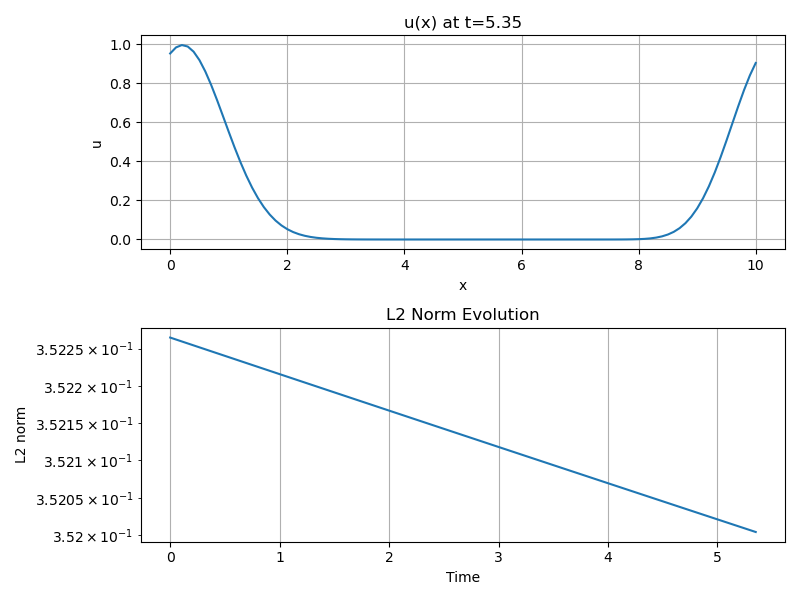 u(x) at t=5.35
1.0
0.8
0.6
0.4
0.2
0.0
u
0 2 4 6 8 10
x
L2 Norm Evolution
3.5225 × 10⁻¹
3.522 × 10⁻¹
3.5215 × 10⁻¹
3.521 × 10⁻¹
3.5205 × 10⁻¹
3.52 × 10⁻¹
L2 norm
0 1 2 3 4 5
Time